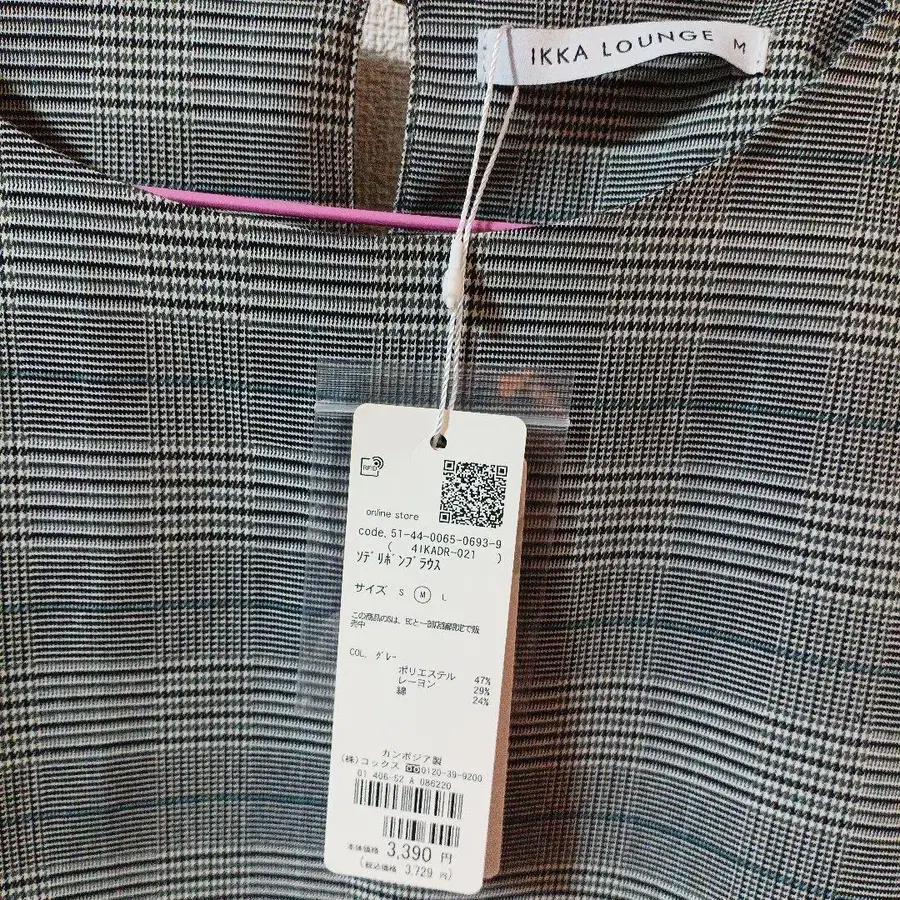 IKKA LOUNGE M
RFID
online store
code. 51-44-0065-0693-9
( 4IKADR-021 )
ｿﾃﾞﾘﾎﾞﾝﾌﾞﾗｳｽ
サイズ S M L
この商品のSは、ECと一部店舗限定で販
売中
COL. ｸﾞﾚｰ
ポリエステル 47%
レーヨン 29%
綿 24%
カンボジア製
(株)コックス 0120-39-9200
01 406-52 A 086220
本体価格 3,390 円
(税込価格 3,729 円)